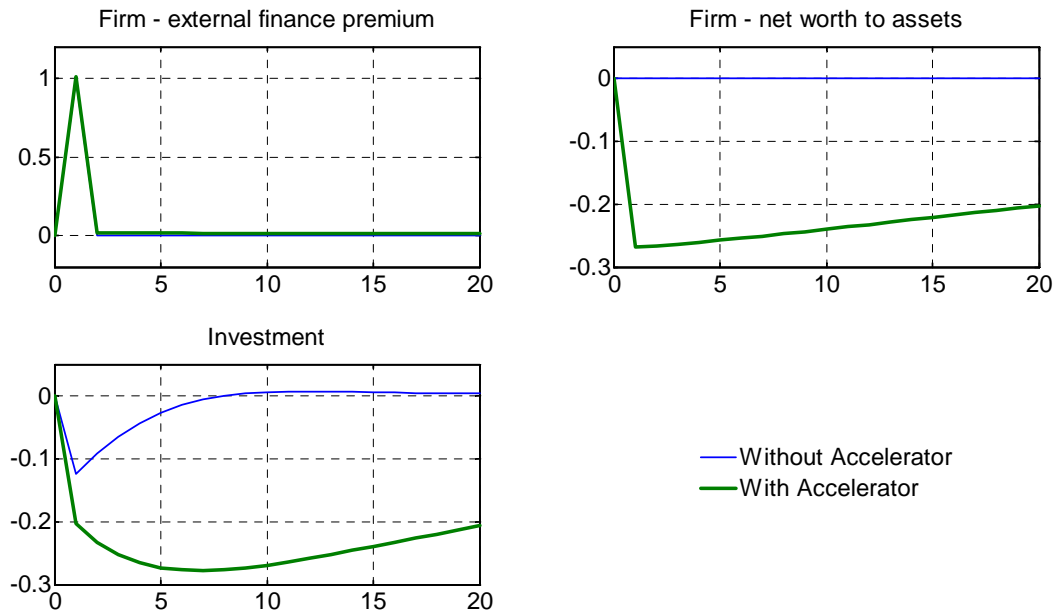 Firm - external finance premium
1
0.5
0
0 5 10 15 20
Firm - net worth to assets
0
-0.1
-0.2
-0.3
0 5 10 15 20
Investment
0
-0.1
-0.2
-0.3
0 5 10 15 20
Without Accelerator
With Accelerator